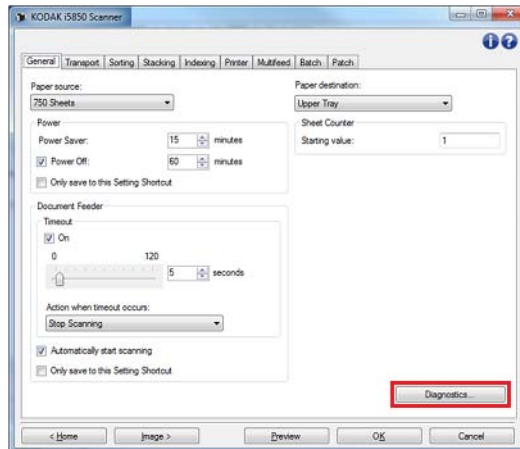 KODAK i5850 Scanner
General Transport Sorting Stacking Indexing Printer Multifeed Batch Patch
Paper source:
750 Sheets
Paper destination:
Upper Tray
Power
Power Saver: 15 minutes
Power Off: 60 minutes
Only save to this Setting Shortcut
Sheet Counter
Starting value: 1
Document Feeder
Timeout
On
0 120
5 seconds
Action when timeout occurs:
Stop Scanning
Automatically start scanning
Only save to this Setting Shortcut
Diagnostics...
< Home Image > Preview OK Cancel